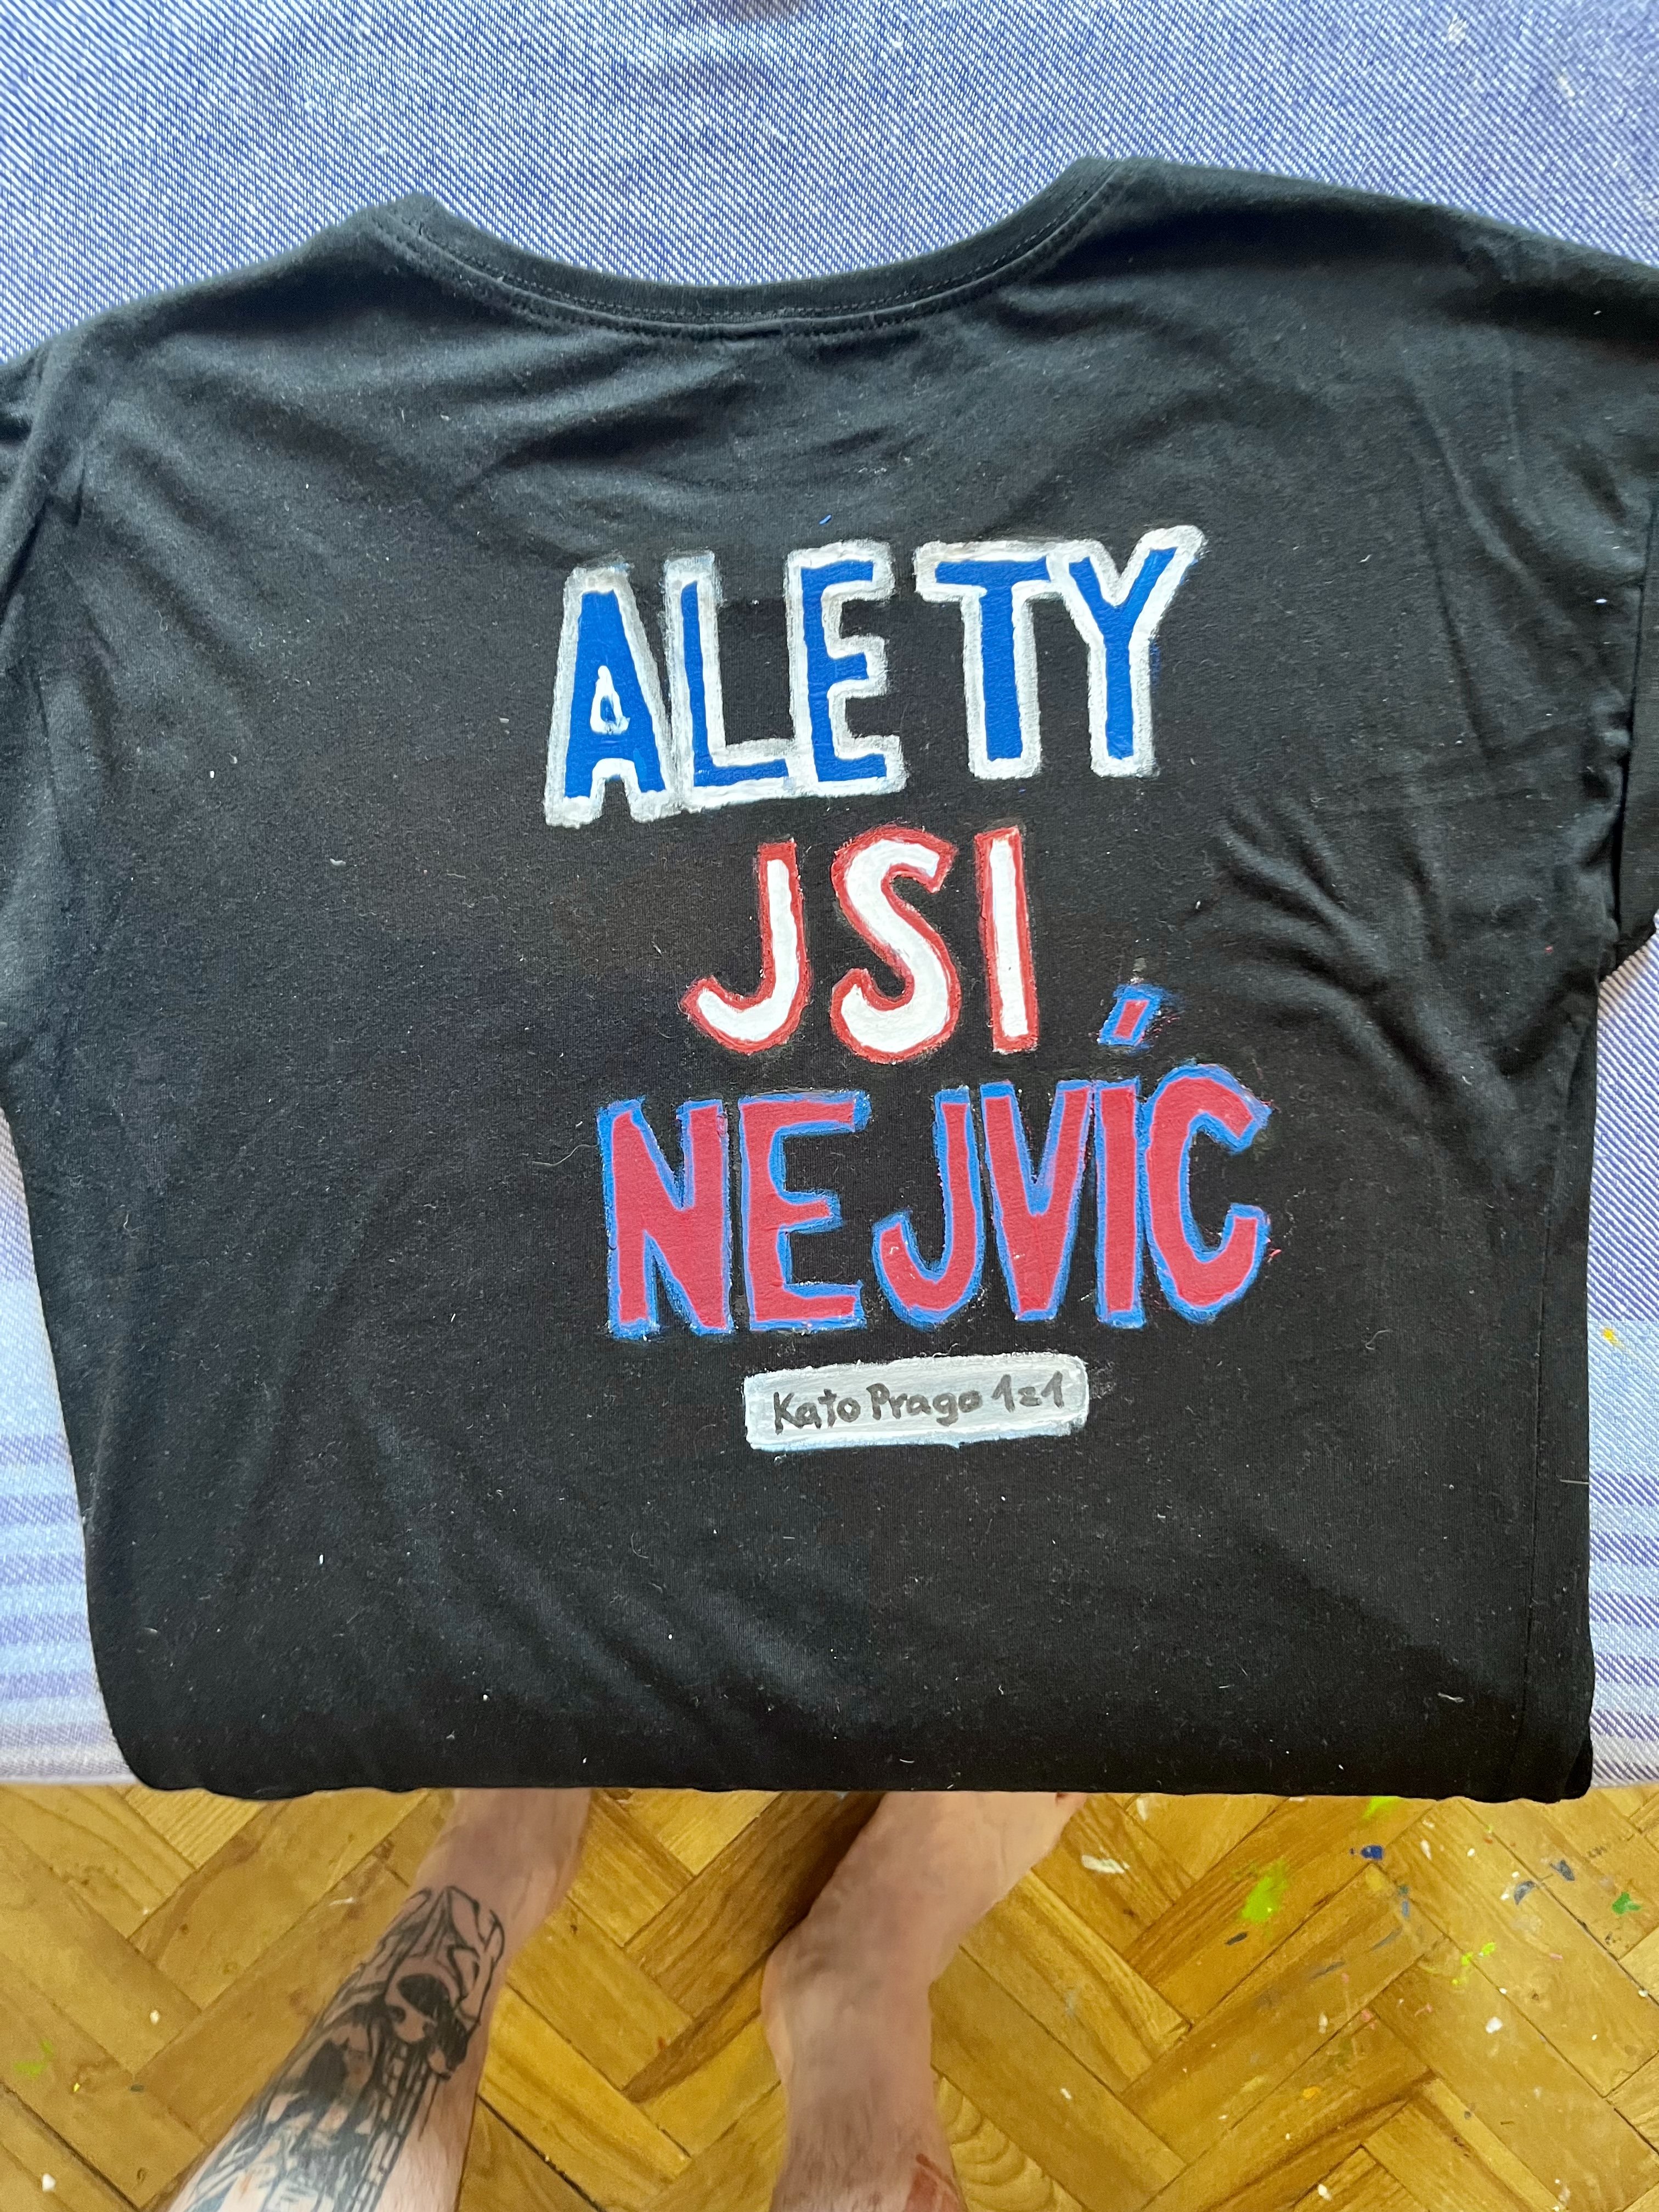 ALE TY
JSI
NEJVÍC
Kato Prago 1=1